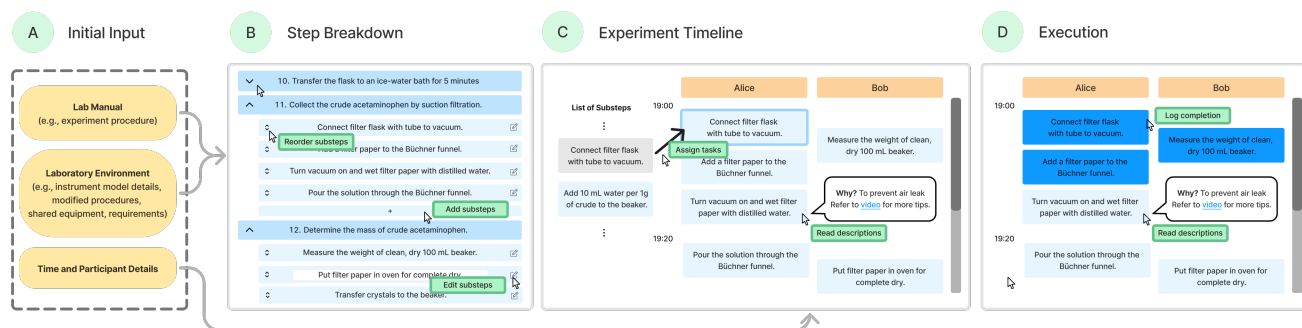 A
Initial Input
Lab Manual
(e.g., experiment procedure)
Laboratory Environment
(e.g., instrument model details,
modified procedures,
shared equipment, requirements)
Time and Participant Details
B
Step Breakdown
10. Transfer the flask to an ice-water bath for 5 minutes
11. Collect the crude acetaminophen by suction filtration.
Connect filter flask with tube to vacuum.
Reorder substeps
paper to the Büchner funnel.
Turn vacuum on and wet filter paper with distilled water.
Pour the solution through the Büchner funnel.
+
Add substeps
12. Determine the mass of crude acetaminophen.
Measure the weight of clean, dry 100 mL beaker.
Put filter paper in oven for complete dry.
Edit substeps
Transfer crystals to the beaker.
C
Experiment Timeline
Alice
Bob
List of Substeps
19:00
Connect filter flask
with tube to vacuum.
Connect filter flask
with tube to vacuum.
Assign tasks
Measure the weight of clean,
dry 100 mL beaker.
Add a filter paper to the
Büchner funnel.
Add 10 mL water per 1g
of crude to the beaker.
Turn vacuum on and wet filter
paper with distilled water.
Why? To prevent air leak
Refer to video for more tips.
Read descriptions
19:20
Pour the solution through the
Büchner funnel.
Put filter paper in oven for
complete dry.
D
Execution
Alice
Bob
19:00
Connect filter flask
with tube to vacuum.
Log completion
Measure the weight of clean,
dry 100 mL beaker.
Add a filter paper to the
Büchner funnel.
Turn vacuum on and wet filter
paper with distilled water.
Why? To prevent air leak
Refer to video for more tips.
Read descriptions
19:20
Pour the solution through the
Büchner funnel.
Put filter paper in oven for
complete dry.